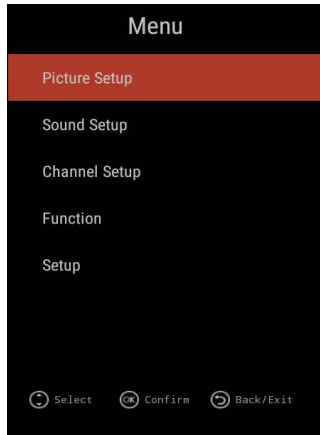 Menu
Picture Setup
Sound Setup
Channel Setup
Function
Setup
Select OK Confirm Back/Exit